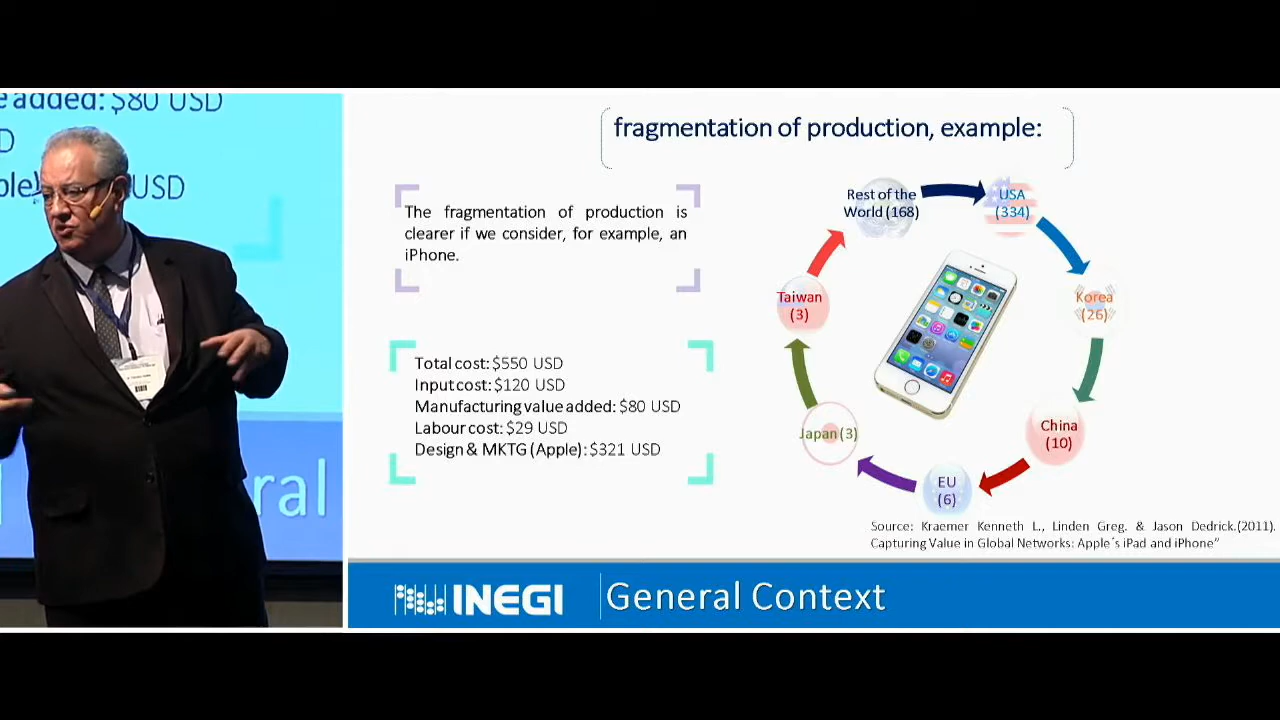 e added: $80 USD
D
ple) USD
ral
fragmentation of production, example:
The fragmentation of production is
clearer if we consider, for example, an
iPhone.
Total cost: $550 USD
Input cost: $120 USD
Manufacturing value added: $80 USD
Labour cost: $29 USD
Design & MKTG (Apple): $321 USD
Rest of the
World (168)
USA
(334)
Korea
(26)
China
(10)
EU
(6)
Japan (3)
Taiwan
(3)
Source: Kraemer Kenneth L., Linden Greg. & Jason Dedrick.(2011).
Capturing Value in Global Networks: Apple´s iPad and iPhone”
INEGI
General Context